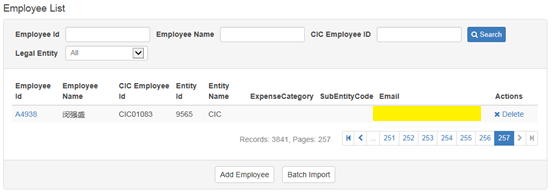 Employee List
Employee Id Employee Name CIC Employee ID Search
Legal Entity All
Employee Id Employee Name CIC Employee Id Entity Id Entity Name ExpenseCategory SubEntityCode Email Actions
A4938 闵强盛 CIC01083 9565 CIC Delete
Records: 3841, Pages: 257 ... 251 252 253 254 255 256 257
Add Employee Batch Import